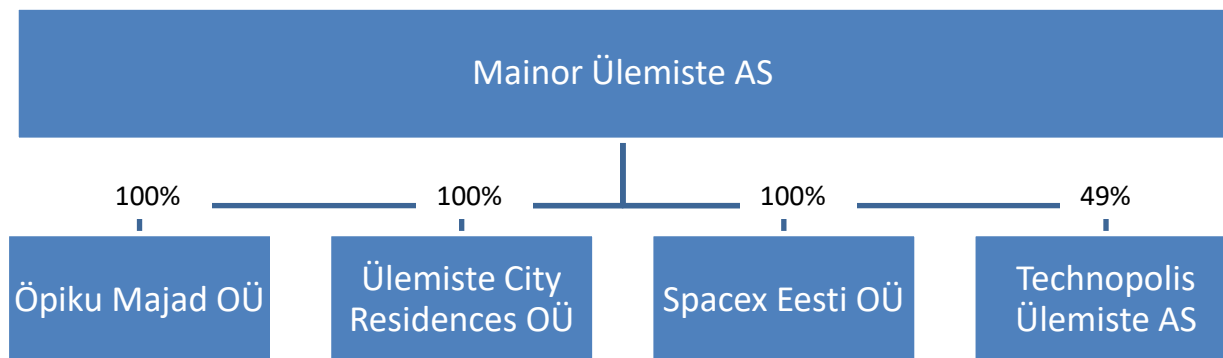 Mainor Ülemiste AS
100%
100%
100%
49%
Öpiku Majad OÜ
Ülemiste City
Residences OÜ
Spacex Eesti OÜ
Technopolis
Ülemiste AS